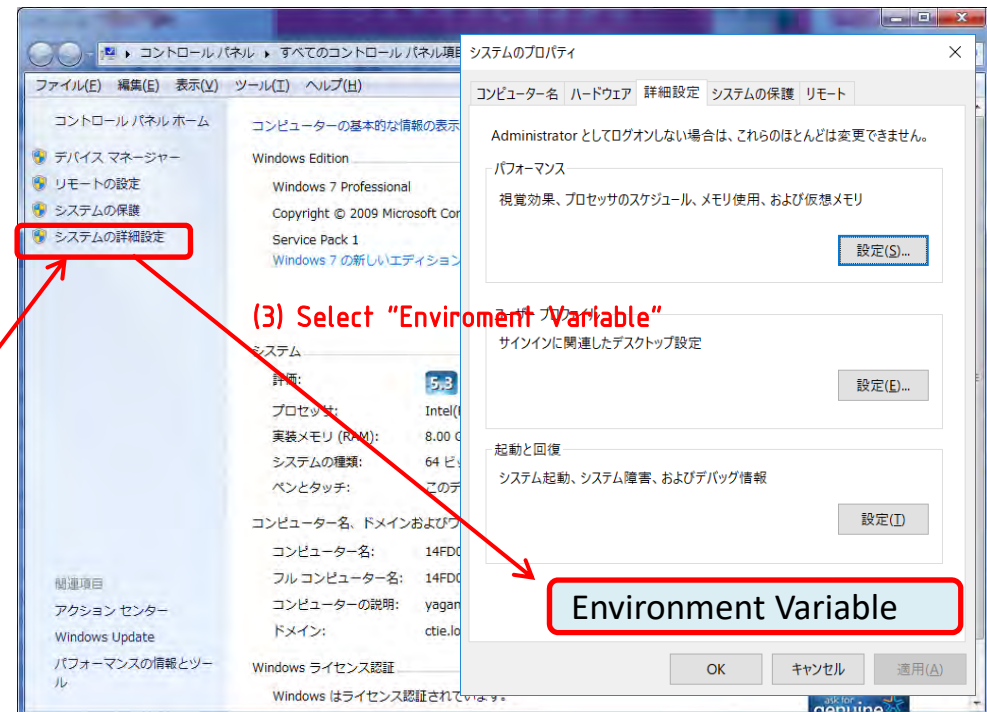 コントロール パネル ▸ すべてのコントロール パネル項目
ファイル(F) 編集(E) 表示(V) ツール(T) ヘルプ(H)
コントロール パネル ホーム
デバイス マネージャー
リモートの設定
システムの保護
システムの詳細設定
関連項目
アクション センター
Windows Update
パフォーマンスの情報とツー
ル
コンピューターの基本的な情報の表示
Windows Edition
Windows 7 Professional
Copyright © 2009 Microsoft Cor
Service Pack 1
Windows 7 の新しいエディション
(3) Select "Enviroment Variable"
システム
評価: 5.3
プロセッサ: Intel(
実装メモリ (RAM): 8.00 G
システムの種類: 64 ビッ
ペンとタッチ: このデ
コンピューター名、ドメインおよびワ
コンピューター名: 14FD0
フル コンピューター名: 14FD0
コンピューターの説明: yagan
ドメイン: ctie.lo
Windows ライセンス認証
Windows はライセンス認証されています。
ask for
genuine
システムのプロパティ
コンピューター名 ハードウェア 詳細設定 システムの保護 リモート
Administrator としてログオンしない場合は、これらのほとんどは変更できません。
パフォーマンス
視覚効果、プロセッサのスケジュール、メモリ使用、および仮想メモリ
設定(S)...
ユーザー プロファイル
サインインに関連したデスクトップ設定
設定(E)...
起動と回復
システム起動、システム障害、およびデバッグ情報
設定(T)
Environment Variable
OK キャンセル 適用(A)